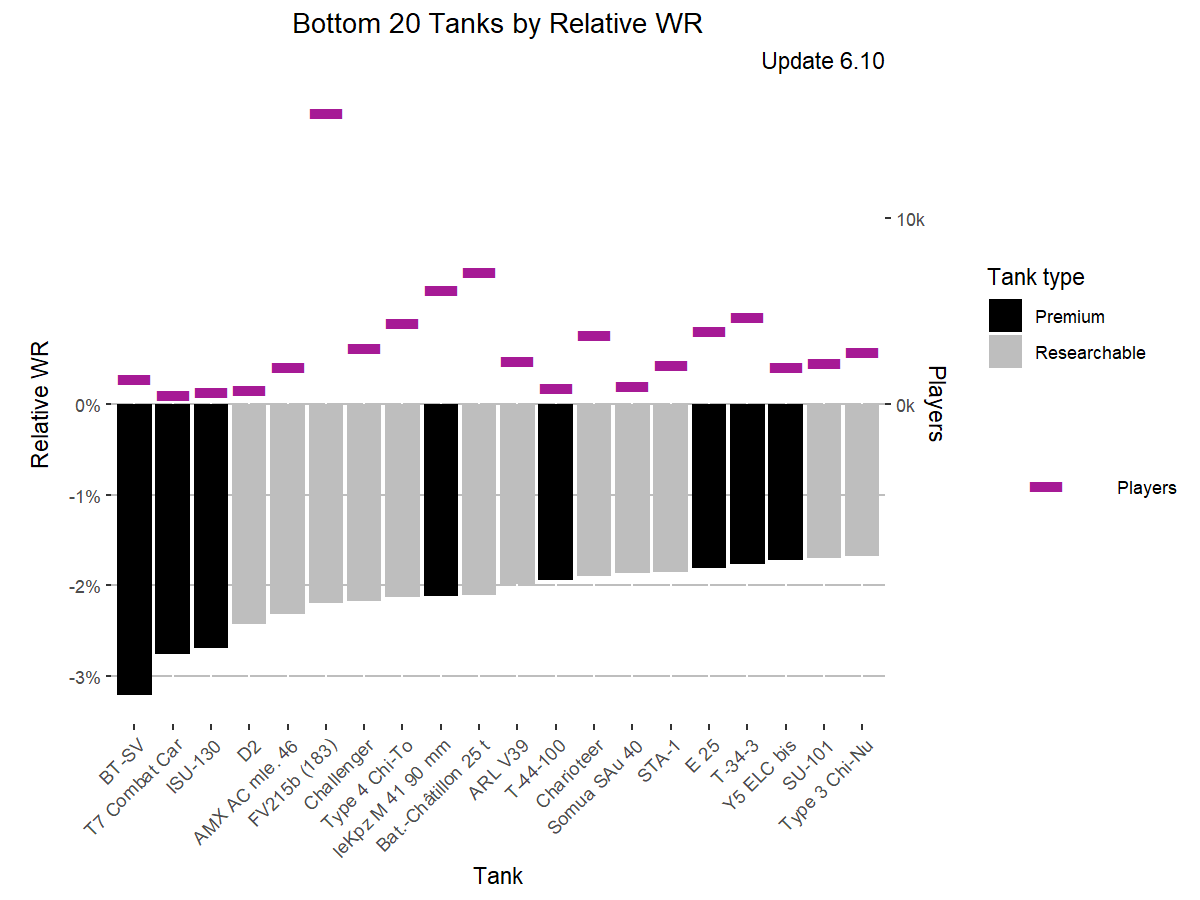 Bottom 20 Tanks by Relative WR
Update 6.10
Relative WR
0%
-1%
-2%
-3%
10k
0k
Players
Tank type
Premium
Researchable
Players
BT-SV
T7 Combat Car
ISU-130
D2
AMX AC mle. 46
FV215b (183)
Challenger
Type 4 Chi-To
leKpz M 41 90 mm
Bat.-Châtillon 25 t
ARL V39
T-44-100
Charioteer
Somua SAu 40
STA-1
E 25
T-34-3
Y5 ELC bis
SU-101
Type 3 Chi-Nu
Tank